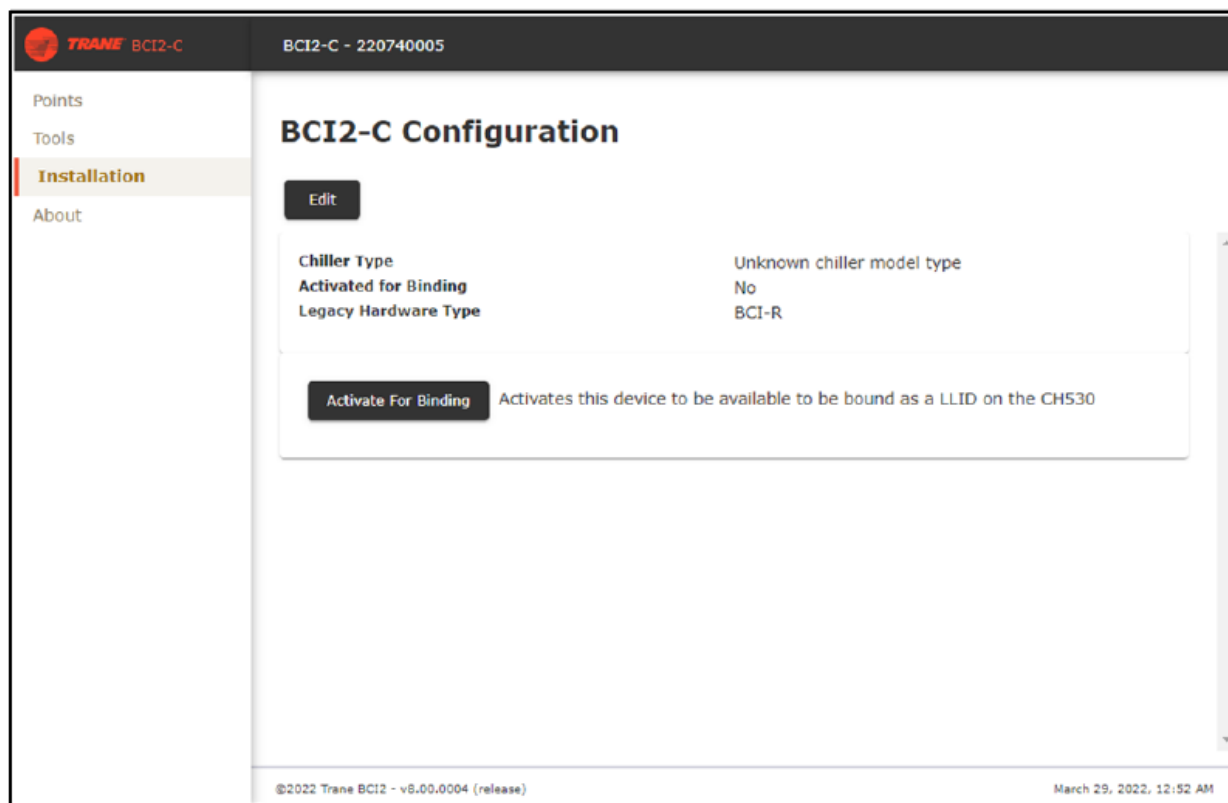 TRANE BCI2-C
BCI2-C - 220740005
Points
Tools
Installation
About
BCI2-C Configuration
Edit
Chiller Type Unknown chiller model type
Activated for Binding No
Legacy Hardware Type BCI-R
Activate For Binding Activates this device to be available to be bound as a LLID on the CH530
©2022 Trane BCI2 - v8.00.0004 (release) March 29, 2022, 12:52 AM